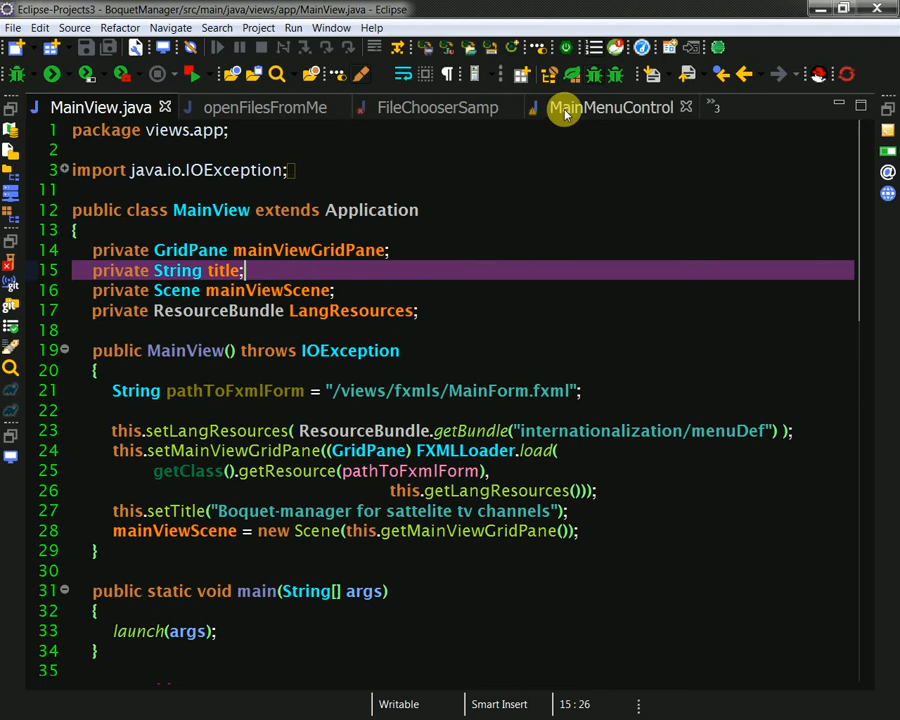 Eclipse-Projects3 - BoquetManager/src/main/java/views/app/MainView.java - Eclipse
File Edit Source Refactor Navigate Search Project Run Window Help
MainView.java openFilesFromMe FileChooserSamp MainMenuControl »3
1 package views.app;
2
3 import java.io.IOException;
11
12 public class MainView extends Application
13 {
14 private GridPane mainViewGridPane;
15 private String title;
16 private Scene mainViewScene;
17 private ResourceBundle LangResources;
18
19 public MainView() throws IOException
20 {
21 String pathToFxmlForm = "/views/fxmls/MainForm.fxml";
22
23 this.setLangResources( ResourceBundle.getBundle("internationalization/menuDef") );
24 this.setMainViewGridPane((GridPane) FXMLLoader.load(
25 getClass().getResource(pathToFxmlForm),
26 this.getLangResources()));
27 this.setTitle("Boquet-manager for sattelite tv channels");
28 mainViewScene = new Scene(this.getMainViewGridPane());
29 }
30
31 public static void main(String[] args)
32 {
33 launch(args);
34 }
35
Writable Smart Insert 15 : 26